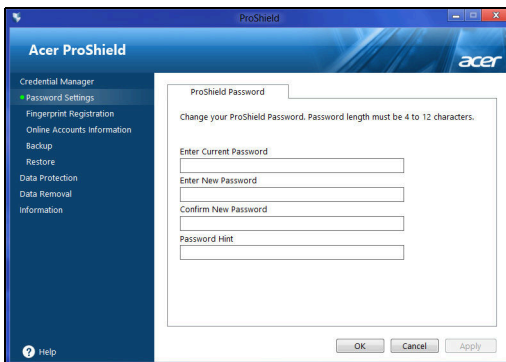 ProShield
Acer ProShield
acer
Credential Manager
Password Settings
Fingerprint Registration
Online Accounts Information
Backup
Restore
Data Protection
Data Removal
Information
Help
ProShield Password
Change your ProShield Password. Password length must be 4 to 12 characters.
Enter Current Password
Enter New Password
Confirm New Password
Password Hint
OK
Cancel
Apply